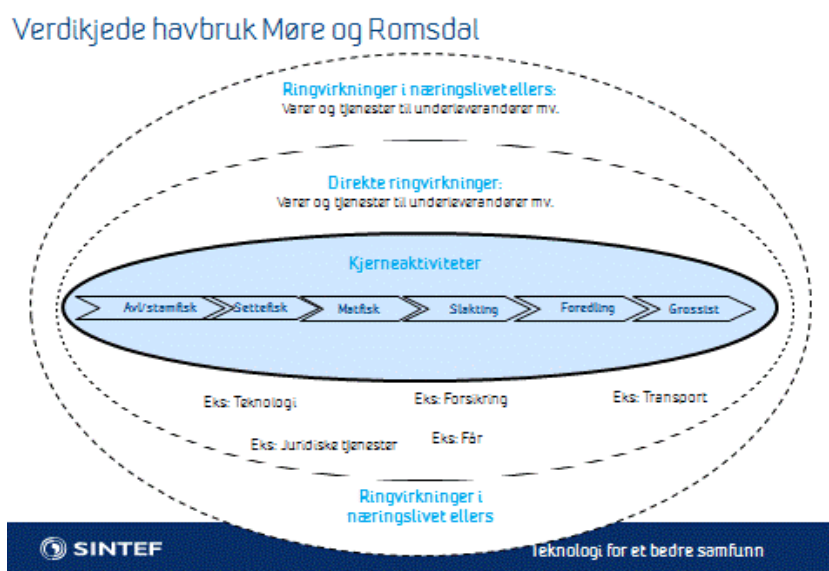 Verdikjede havbruk Møre og Romsdal
Ringvirkninger i næringslivet ellers:
Varer og tjenester til underleverandører mv.
Direkte ringvirkninger:
Varer og tjenester til underleverandører mv.
Kjerneaktiviteter
Avl/stamfisk Settefisk Matfisk Slakting Foredling Grossist
Eks: Teknologi Eks: Forsikring Eks: Transport
Eks: Juridiske tjenester Eks: Fôr
Ringvirkninger i
næringslivet ellers
SINTEF Teknologi for et bedre samfunn